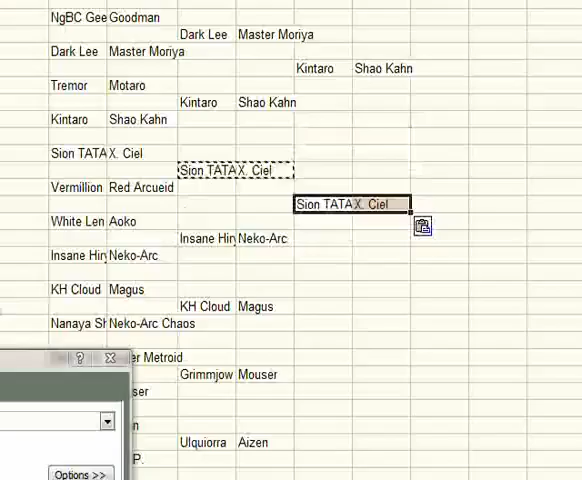 NgBC Gee Goodman
Dark Lee Master Moriya
Dark Lee Master Moriya
Kintaro Shao Kahn
Tremor Motaro
Kintaro Shao Kahn
Kintaro Shao Kahn
Sion TATA X. Ciel
Sion TATA X. Ciel
Vermillion Red Arcueid
Sion TATA X. Ciel
White Len Aoko
Insane Hiry Neko-Arc
Insane Hiry Neko-Arc
KH Cloud Magus
KH Cloud Magus
Nanaya Sh Neko-Arc Chaos
er Metroid
Grimmjow Mouser
ser
n
Ulquiorra Aizen
P.
Options >>